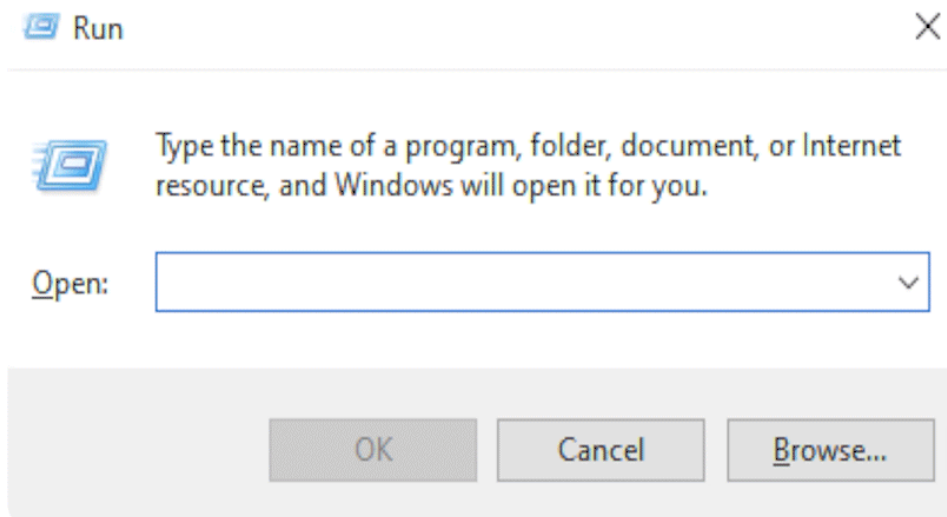 Run
Type the name of a program, folder, document, or Internet
resource, and Windows will open it for you.
Open:
OK
Cancel
Browse...